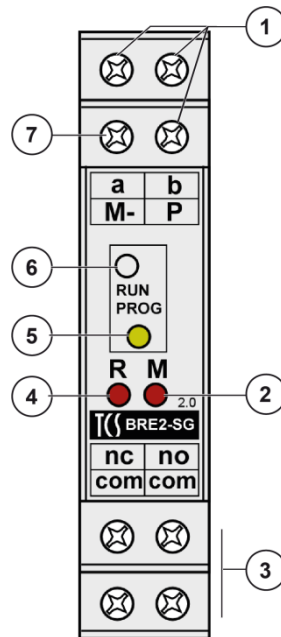 1
7
a b
M- P
6
RUN
PROG
5
R M
4
2
2.0
TCS BRE2-SG
nc no
com com
3